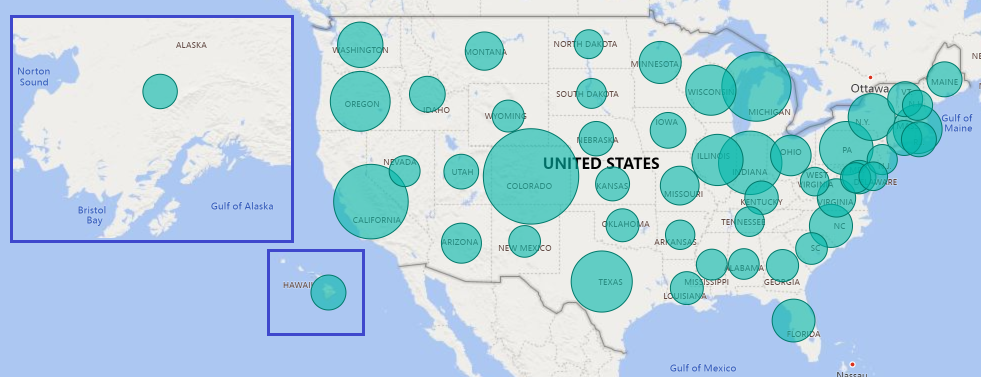 ALASKA
Norton
Sound
Bristol
Bay
Gulf of Alaska
HAWAII
WASHINGTON
MONTANA
NORTH DAKOTA
MINNESOTA
OREGON
IDAHO
SOUTH DAKOTA
WISCONSIN
MICHIGAN
Ottawa
VT
MAINE
NE
Gulf of
Maine
WYOMING
IOWA
N.Y.
NEBRASKA
UNITED STATES
ILLINOIS
INDIANA
OHIO
PA
NEVADA
UTAH
COLORADO
KANSAS
MISSOURI
KENTUCKY
WEST
VIRGINIA
VIRGINIA
CALIFORNIA
ARIZONA
NEW MEXICO
OKLAHOMA
ARKANSAS
TENNESSEE
NC
SC
TEXAS
LOUISIANA
MISSISSIPPI
ALABAMA
GEORGIA
FLORIDA
Gulf of Mexico
Nassau